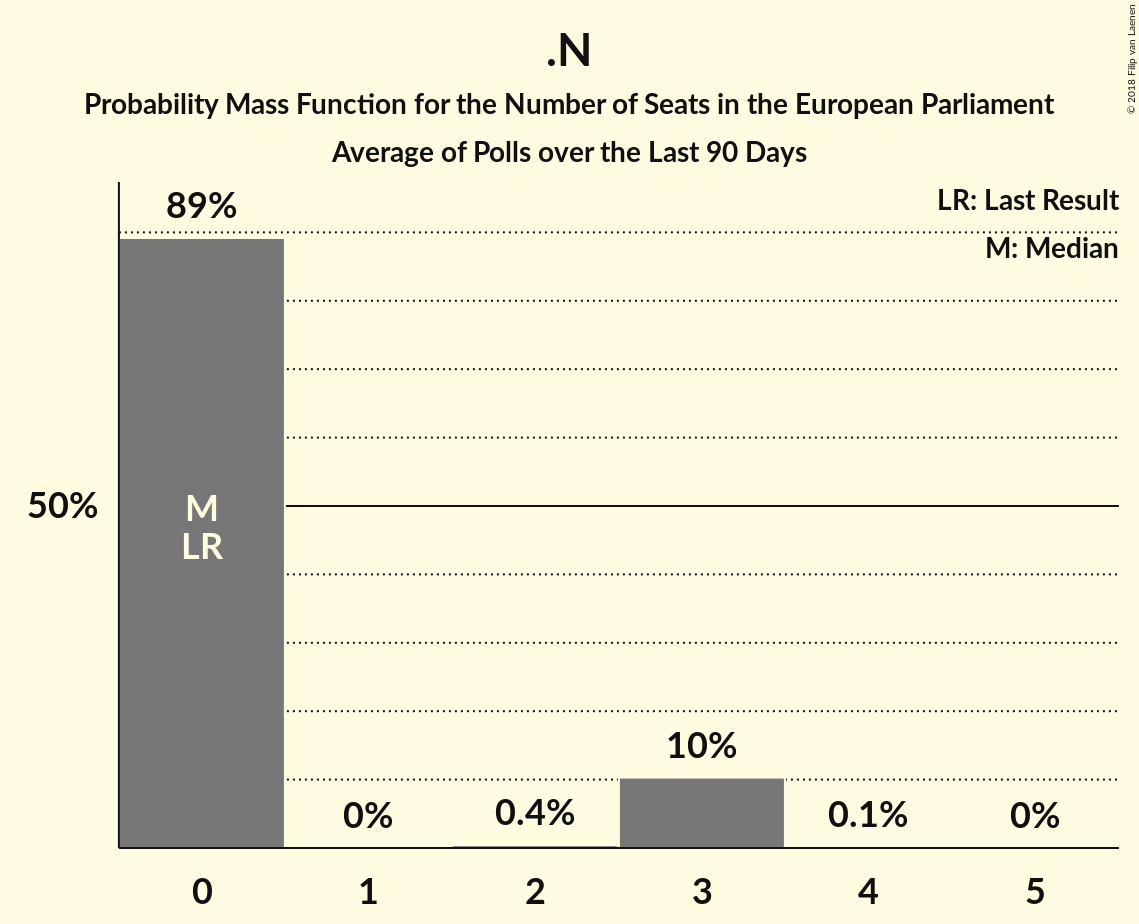 .N
Probability Mass Function for the Number of Seats in the European Parliament
Average of Polls over the Last 90 Days
© 2018 Filip van Laenen
LR: Last Result
M: Median
89%
50%
M
LR
0%
0.4%
10%
0.1%
0%
0 1 2 3 4 5